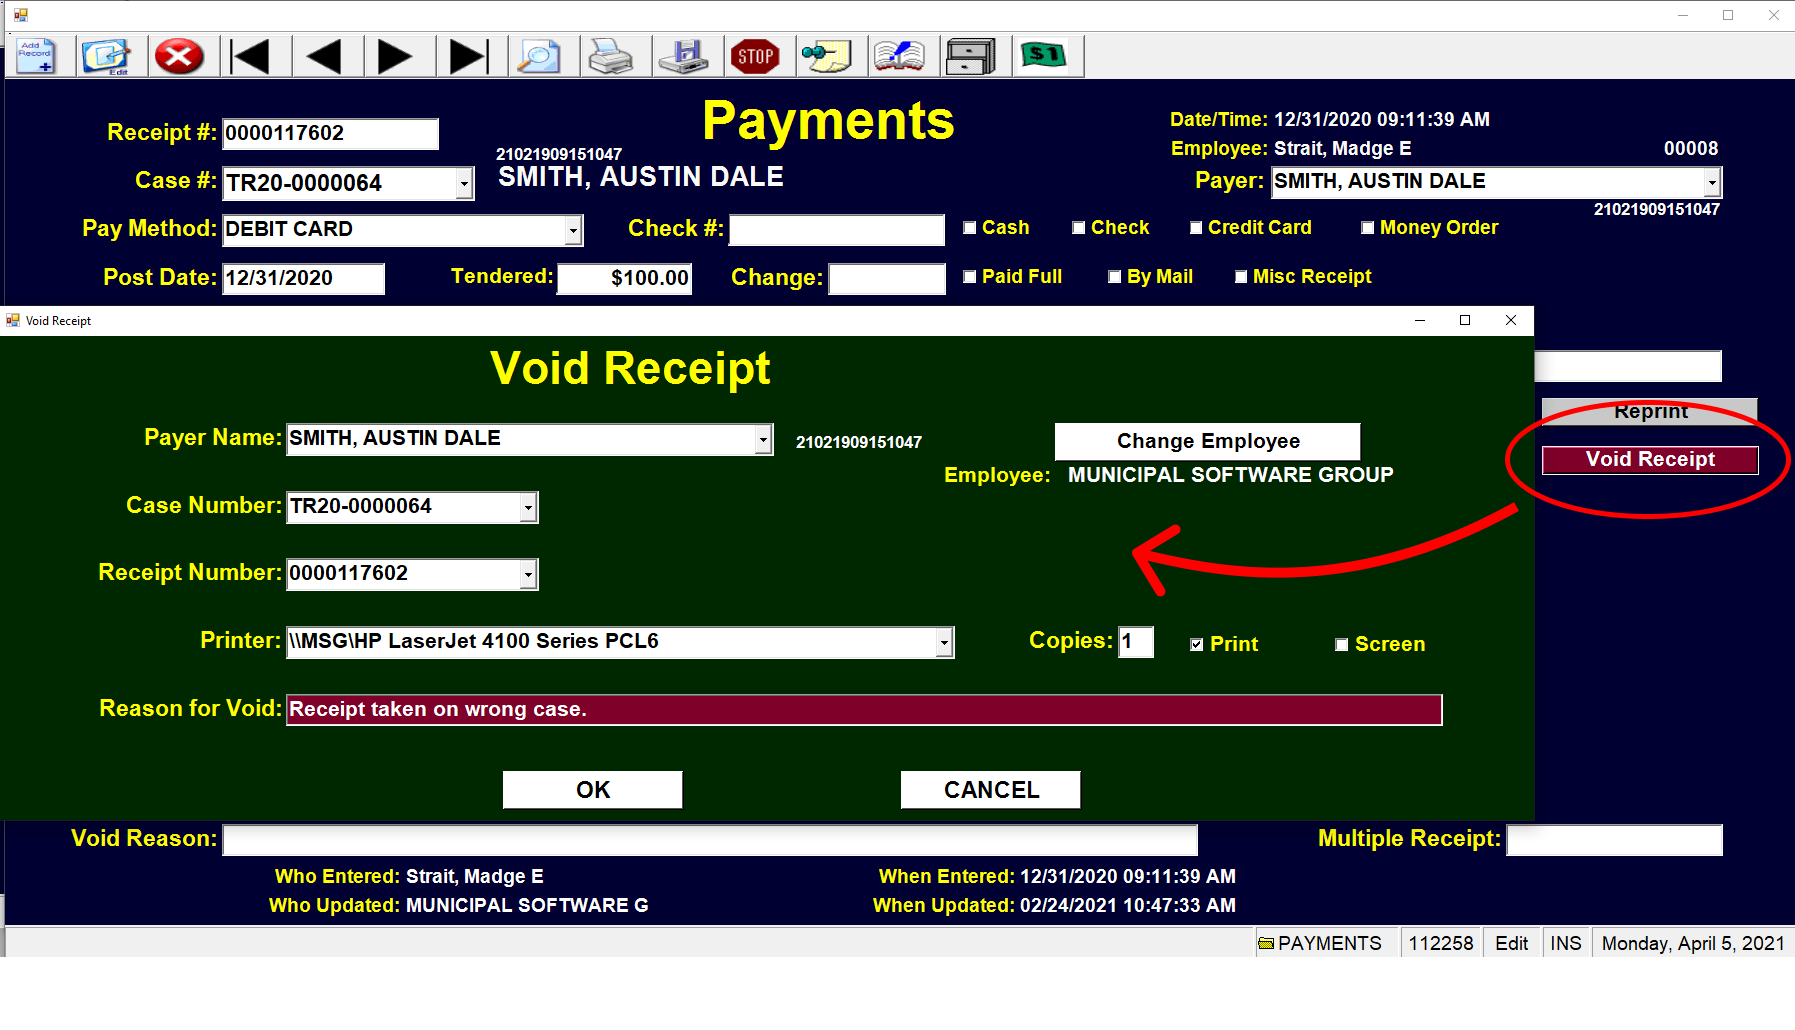 Add
Record
Edit
STOP
$1
Payments
Receipt #: 0000117602
Date/Time: 12/31/2020 09:11:39 AM
21021909151047
Employee: Strait, Madge E 00008
Case #: TR20-0000064 SMITH, AUSTIN DALE
Payer: SMITH, AUSTIN DALE
21021909151047
Pay Method: DEBIT CARD Check #: Cash Check Credit Card Money Order
Post Date: 12/31/2020 Tendered: $100.00 Change: Paid Full By Mail Misc Receipt
Void Receipt
Void Receipt
Reprint
Void Receipt
Payer Name: SMITH, AUSTIN DALE 21021909151047 Change Employee
Employee: MUNICIPAL SOFTWARE GROUP
Case Number: TR20-0000064
Receipt Number: 0000117602
Printer: \\MSG\HP LaserJet 4100 Series PCL6 Copies: 1 Print Screen
Reason for Void: Receipt taken on wrong case.
OK CANCEL
Void Reason: Multiple Receipt:
Who Entered: Strait, Madge E When Entered: 12/31/2020 09:11:39 AM
Who Updated: MUNICIPAL SOFTWARE G When Updated: 02/24/2021 10:47:33 AM
PAYMENTS 112258 Edit INS Monday, April 5, 2021